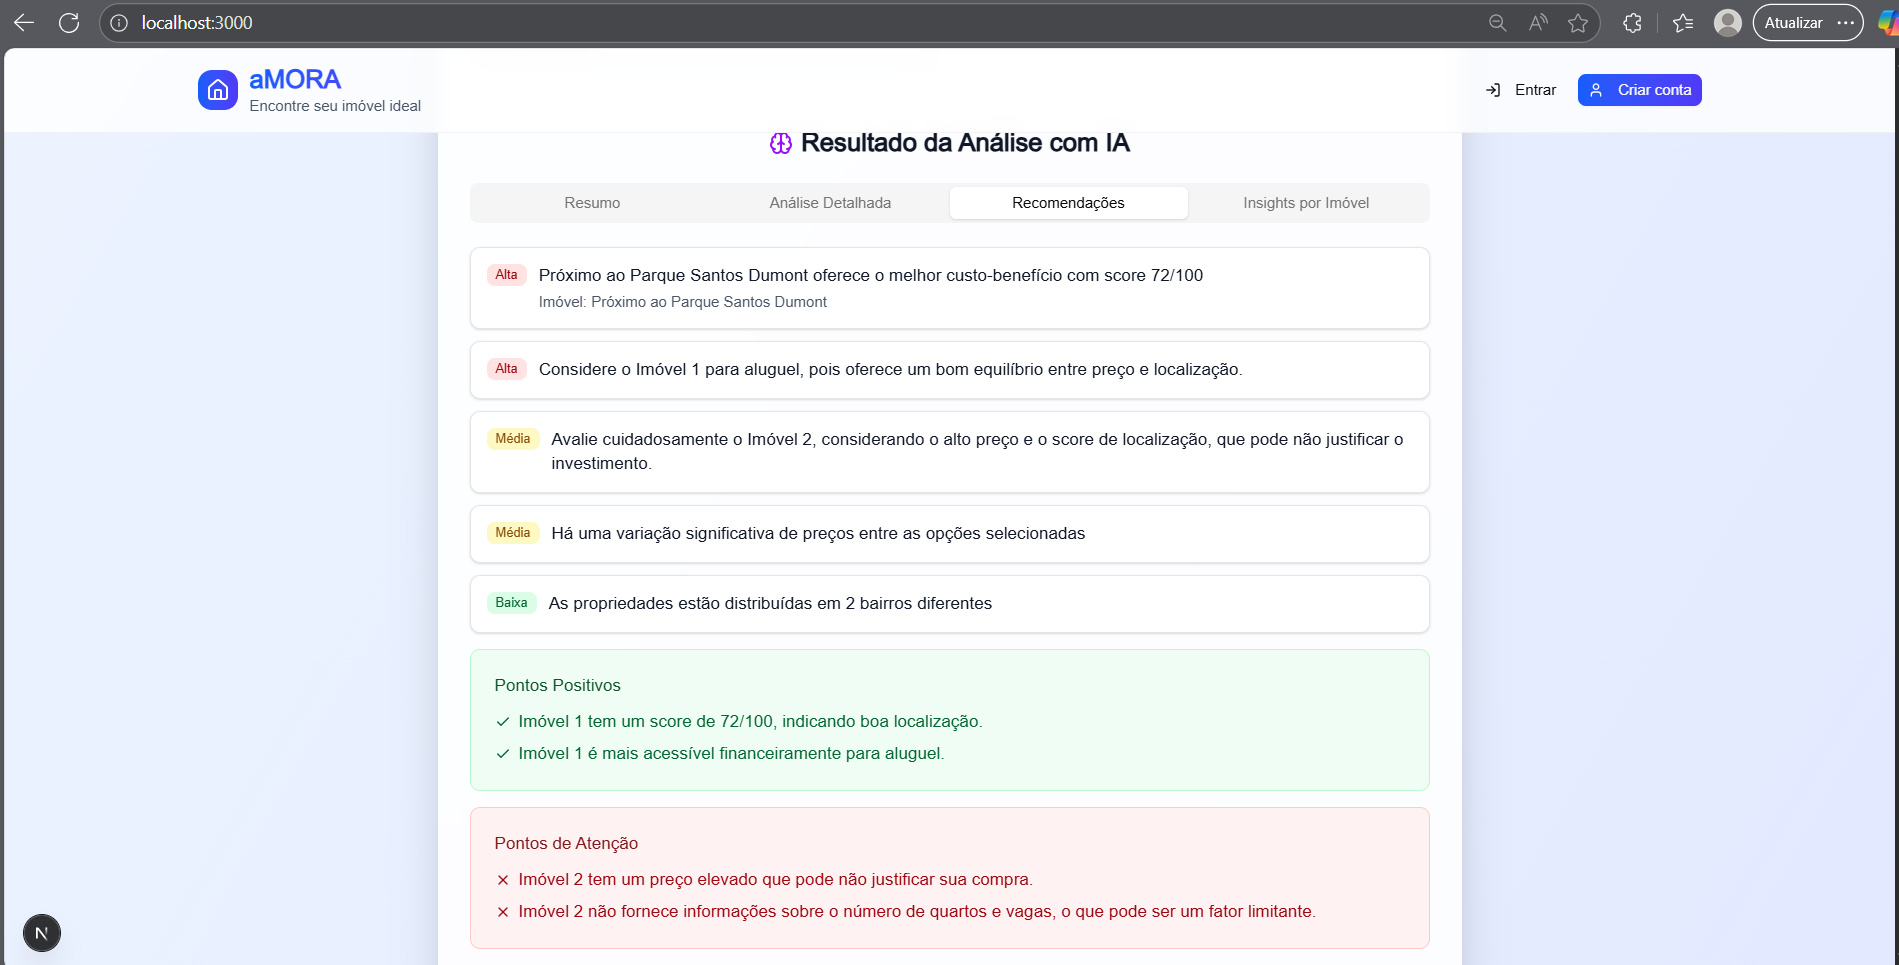 localhost:3000
Atualizar
aMORA
Encontre seu imóvel ideal
Entrar
Criar conta
Resultado da Análise com IA
Resumo
Análise Detalhada
Recomendações
Insights por Imóvel
Alta
Próximo ao Parque Santos Dumont oferece o melhor custo-benefício com score 72/100
Imóvel: Próximo ao Parque Santos Dumont
Alta
Considere o Imóvel 1 para aluguel, pois oferece um bom equilíbrio entre preço e localização.
Média
Avalie cuidadosamente o Imóvel 2, considerando o alto preço e o score de localização, que pode não justificar o
investimento.
Média
Há uma variação significativa de preços entre as opções selecionadas
Baixa
As propriedades estão distribuídas em 2 bairros diferentes
Pontos Positivos
Imóvel 1 tem um score de 72/100, indicando boa localização.
Imóvel 1 é mais acessível financeiramente para aluguel.
Pontos de Atenção
Imóvel 2 tem um preço elevado que pode não justificar sua compra.
Imóvel 2 não fornece informações sobre o número de quartos e vagas, o que pode ser um fator limitante.
N